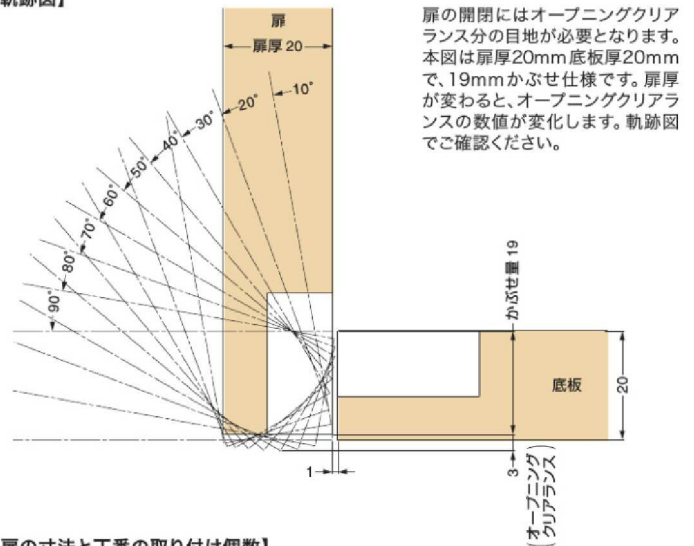 軌跡図】
扉の開閉にはオープニングクリア
ランス分の目地が必要となります。
本図は扉厚20mm底板厚20mm
で、19mmかぶせ仕様です。扉厚
が変わると、オープニングクリアラ
ンスの数値が変化します。軌跡図
でご確認ください。
扉
扉厚 20
10°
20°
30°
40°
50°
60°
70°
80°
90°
かぶせ量 19
底板
20
1
3
(オープニング
クリアランス)
扉の寸法と丁番の取り付け個数】